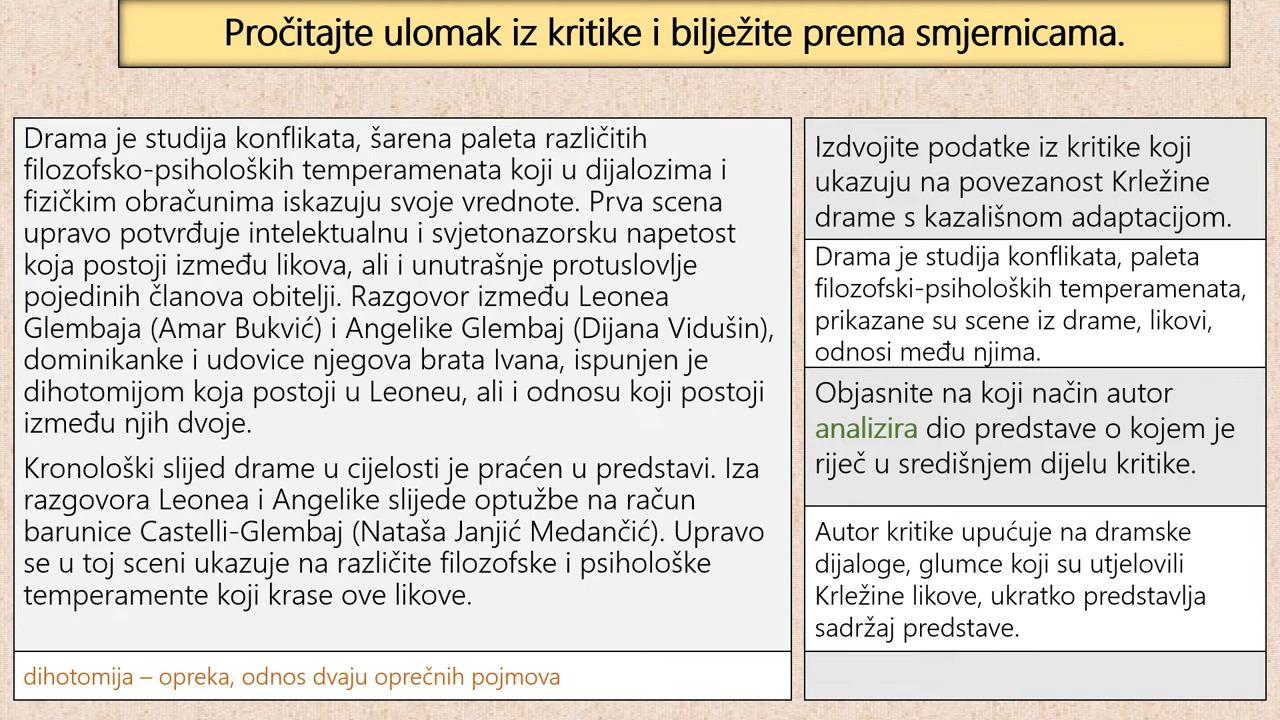 Pročitajte ulomak iz kritike i bilježite prema smjernicama.
Drama je studija konflikata, šarena paleta različitih
filozofsko-psiholoških temperamenata koji u dijalozima i
fizičkim obračunima iskazuju svoje vrednote. Prva scena
upravo potvrđuje intelektualnu i svjetonazorsku napetost
koja postoji između likova, ali i unutrašnje protuslovlje
pojedinih članova obitelji. Razgovor između Leonea
Glembaja (Amar Bukvić) i Angelike Glembaj (Dijana Vidušin),
dominikanke i udovice njegova brata Ivana, ispunjen je
dihotomijom koja postoji u Leoneu, ali i odnosu koji postoji
između njih dvoje.
Kronološki slijed drame u cijelosti je praćen u predstavi. Iza
razgovora Leonea i Angelike slijede optužbe na račun
barunice Castelli-Glembaj (Nataša Janjić Medančić). Upravo
se u toj sceni ukazuje na različite filozofske i psihološke
temperamente koji krase ove likove.
dihotomija – opreka, odnos dvaju oprečnih pojmova
Izdvojite podatke iz kritike koji
ukazuju na povezanost Krležine
drame s kazališnom adaptacijom.
Drama je studija konflikata, paleta
filozofski-psiholoških temperamenata,
prikazane su scene iz drame, likovi,
odnosi među njima.
Objasnite na koji način autor
analizira dio predstave o kojem je
riječ u središnjem dijelu kritike.
Autor kritike upućuje na dramske
dijaloge, glumce koji su utjelovili
Krležine likove, ukratko predstavlja
sadržaj predstave.